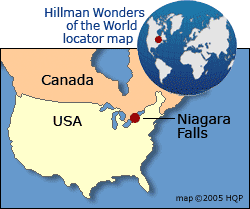 Hillman Wonders
of the World
locator map
Canada
USA
Niagara
Falls
map ©2005 HQP